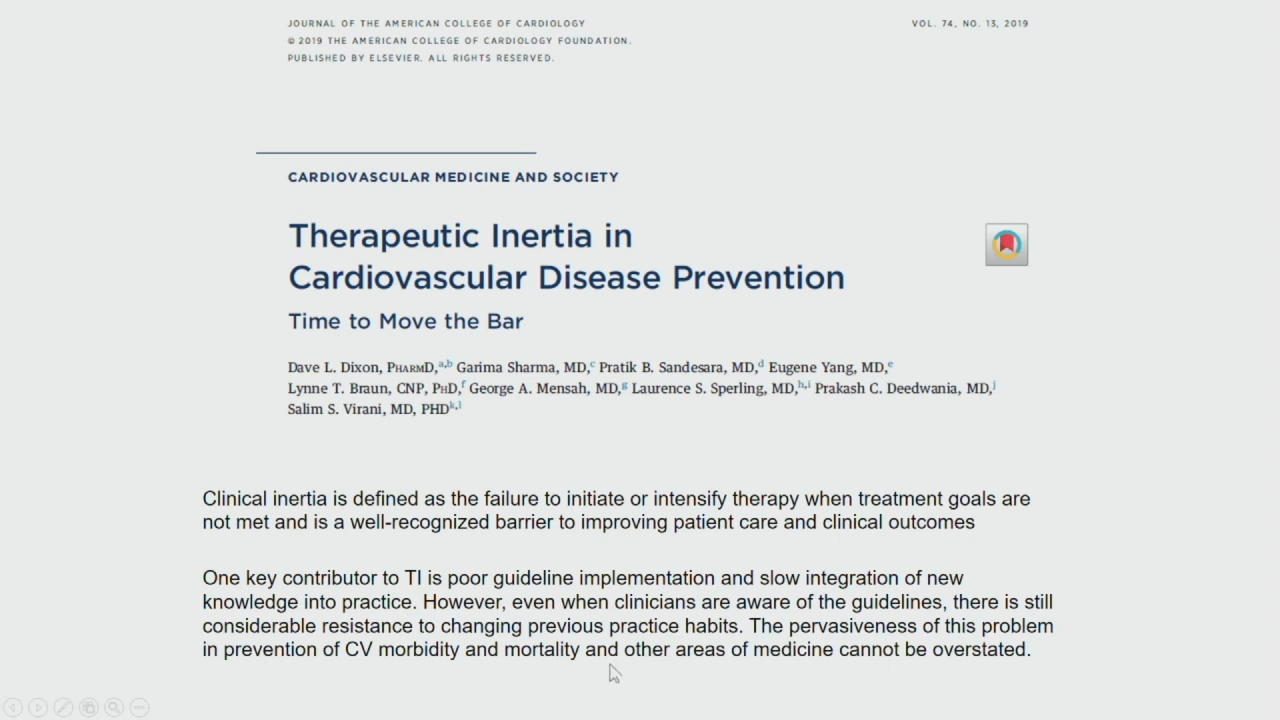 JOURNAL OF THE AMERICAN COLLEGE OF CARDIOLOGY
VOL. 74, NO. 13, 2019
© 2019 THE AMERICAN COLLEGE OF CARDIOLOGY FOUNDATION.
PUBLISHED BY ELSEVIER. ALL RIGHTS RESERVED.
CARDIOVASCULAR MEDICINE AND SOCIETY
Therapeutic Inertia in
Cardiovascular Disease Prevention
Time to Move the Bar
Dave L. Dixon, PHARMD,a,b Garima Sharma, MD,c Pratik B. Sandesara, MD,d Eugene Yang, MD,e
Lynne T. Braun, CNP, PHD,f George A. Mensah, MD,g Laurence S. Sperling, MD,h,i Prakash C. Deedwania, MD,j
Salim S. Virani, MD, PHDk,l
Clinical inertia is defined as the failure to initiate or intensify therapy when treatment goals are
not met and is a well-recognized barrier to improving patient care and clinical outcomes
One key contributor to TI is poor guideline implementation and slow integration of new
knowledge into practice. However, even when clinicians are aware of the guidelines, there is still
considerable resistance to changing previous practice habits. The pervasiveness of this problem
in prevention of CV morbidity and mortality and other areas of medicine cannot be overstated.